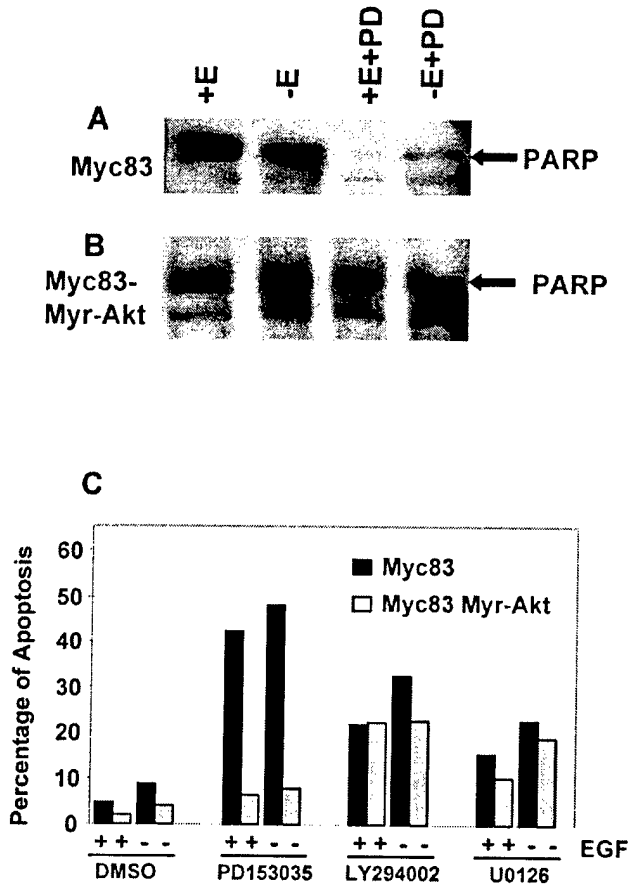 +E -E +E+PD -E+PD
A
Myc83
PARP
B
Myc83-
Myr-Akt
PARP
C
Percentage of Apoptosis
60
50
40
30
20
10
0
Myc83
Myc83 Myr-Akt
+ + - - + + - - + + - - + + - - EGF
DMSO PD153035 LY294002 U0126